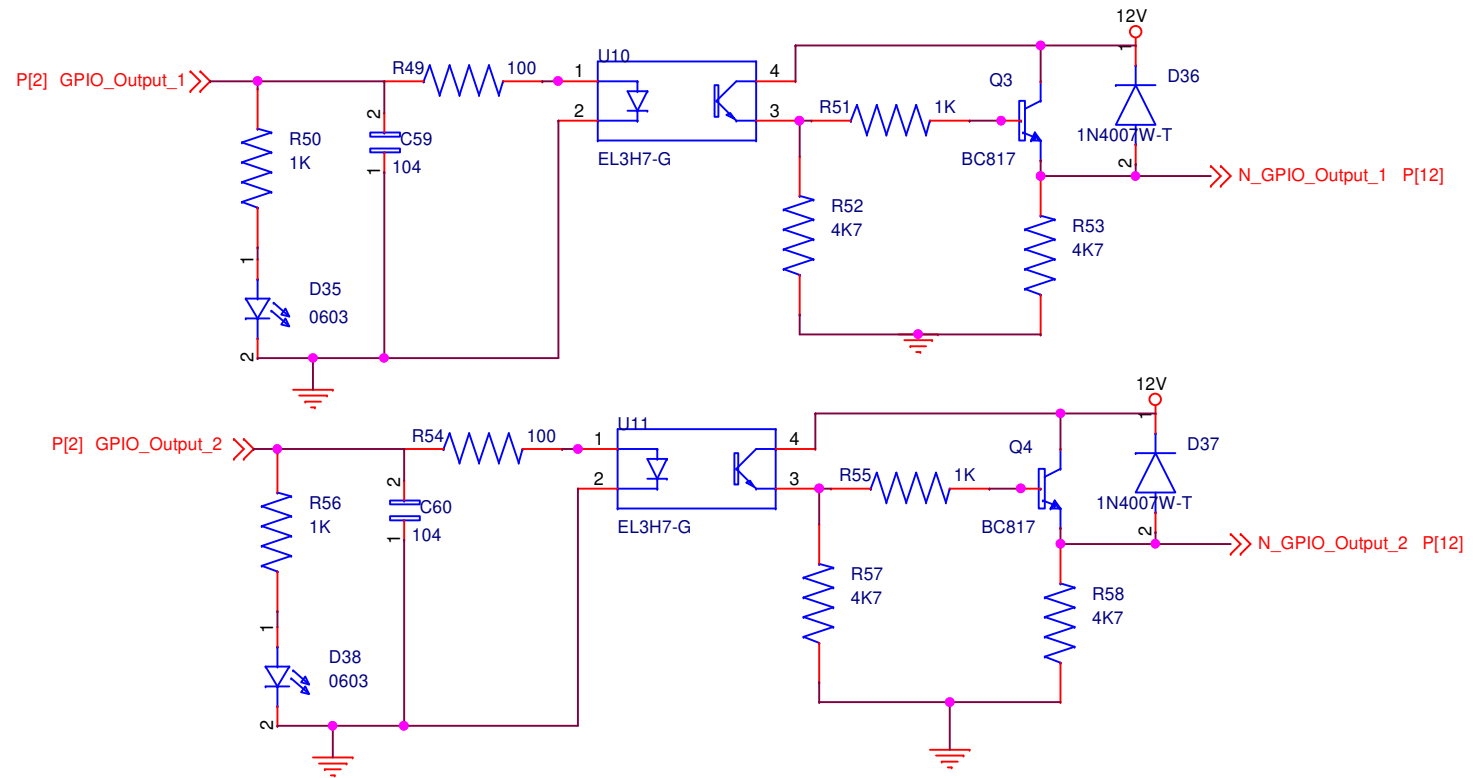 12V
P[2] GPIO_Output_1
R49 100
1
U10
4
Q3
1
D36
2
C59
104
1
R50
1K
2
3
EL3H7-G
R51 1K
BC817
1N4007W-T
2
N_GPIO_Output_1 P[12]
R52
4K7
R53
4K7
1
D35
0603
2
12V
P[2] GPIO_Output_2
R54 100
1
U11
4
Q4
1
D37
2
C60
104
1
R56
1K
2
3
EL3H7-G
R55 1K
BC817
1N4007W-T
2
N_GPIO_Output_2 P[12]
R57
4K7
R58
4K7
1
D38
0603
2